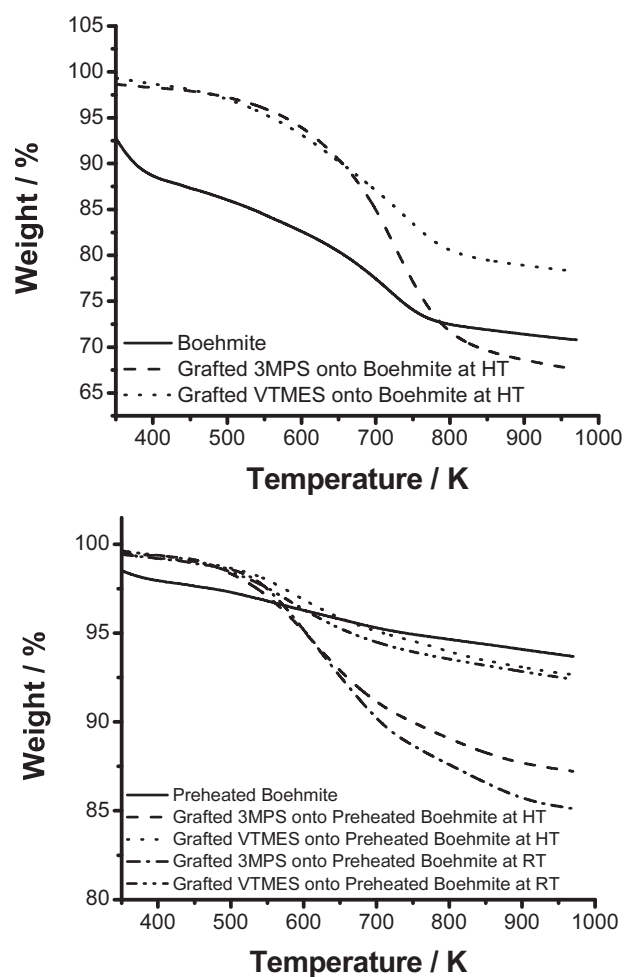 105
100
95
90
85
80
75
70
65
Weight / %
Boehmite
Grafted 3MPS onto Boehmite at HT
Grafted VTMES onto Boehmite at HT
400 500 600 700 800 900 1000
Temperature / K
100
95
90
85
80
Weight / %
Preheated Boehmite
Grafted 3MPS onto Preheated Boehmite at HT
Grafted VTMES onto Preheated Boehmite at HT
Grafted 3MPS onto Preheated Boehmite at RT
Grafted VTMES onto Preheated Boehmite at RT
400 500 600 700 800 900 1000
Temperature / K